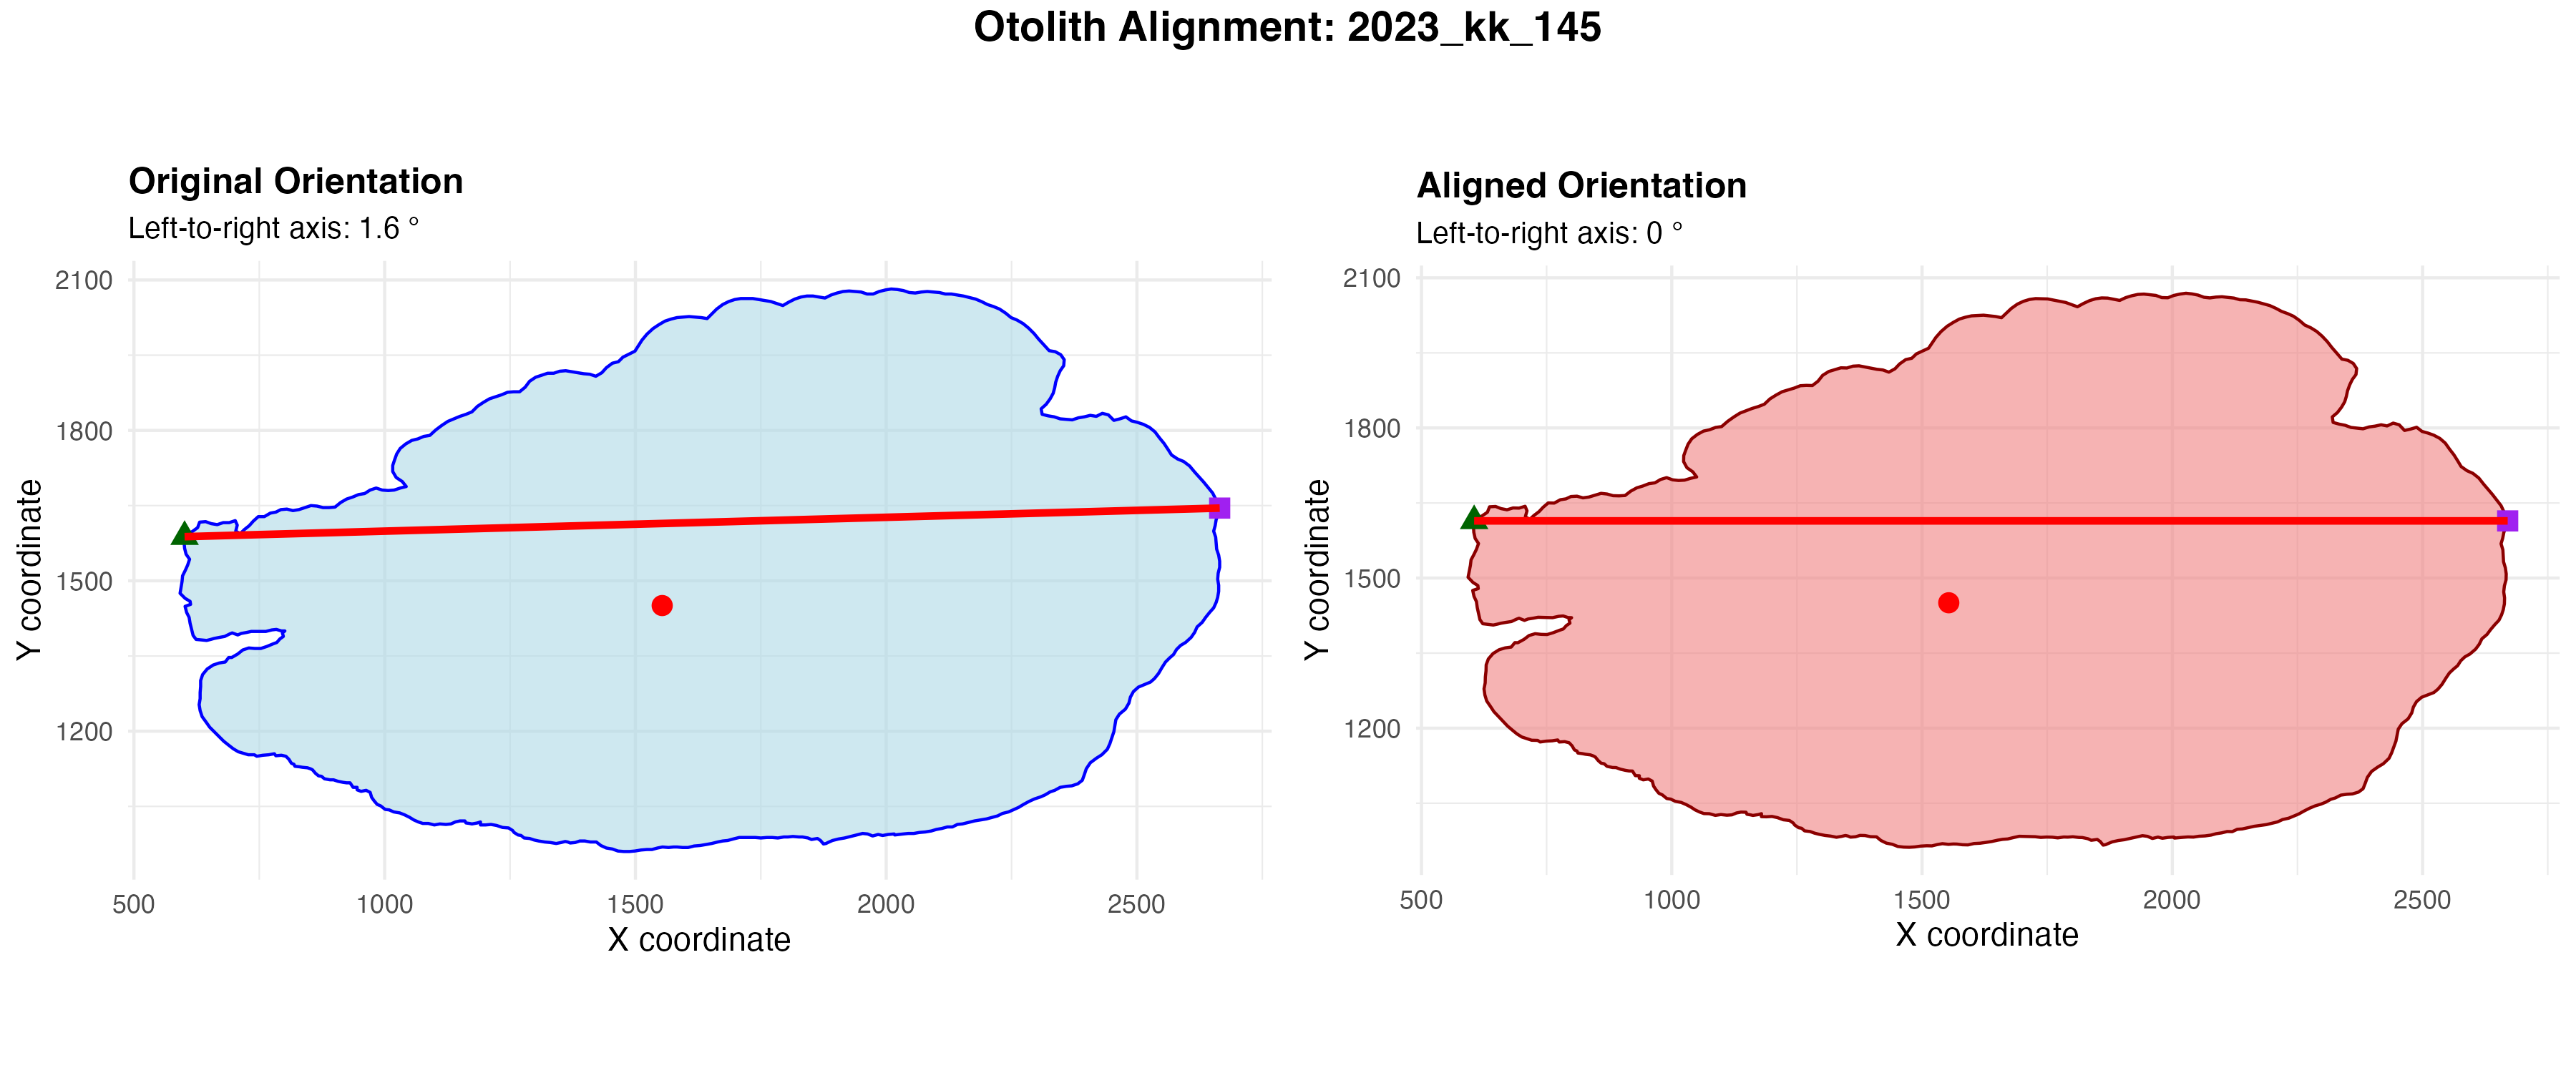 Otolith Alignment: 2023_kk_145
Original Orientation
Left-to-right axis: 1.6 °
2100
1800
1500
1200
Y coordinate
500 1000 1500 2000 2500
X coordinate
Aligned Orientation
Left-to-right axis: 0 °
2100
1800
1500
1200
Y coordinate
500 1000 1500 2000 2500
X coordinate